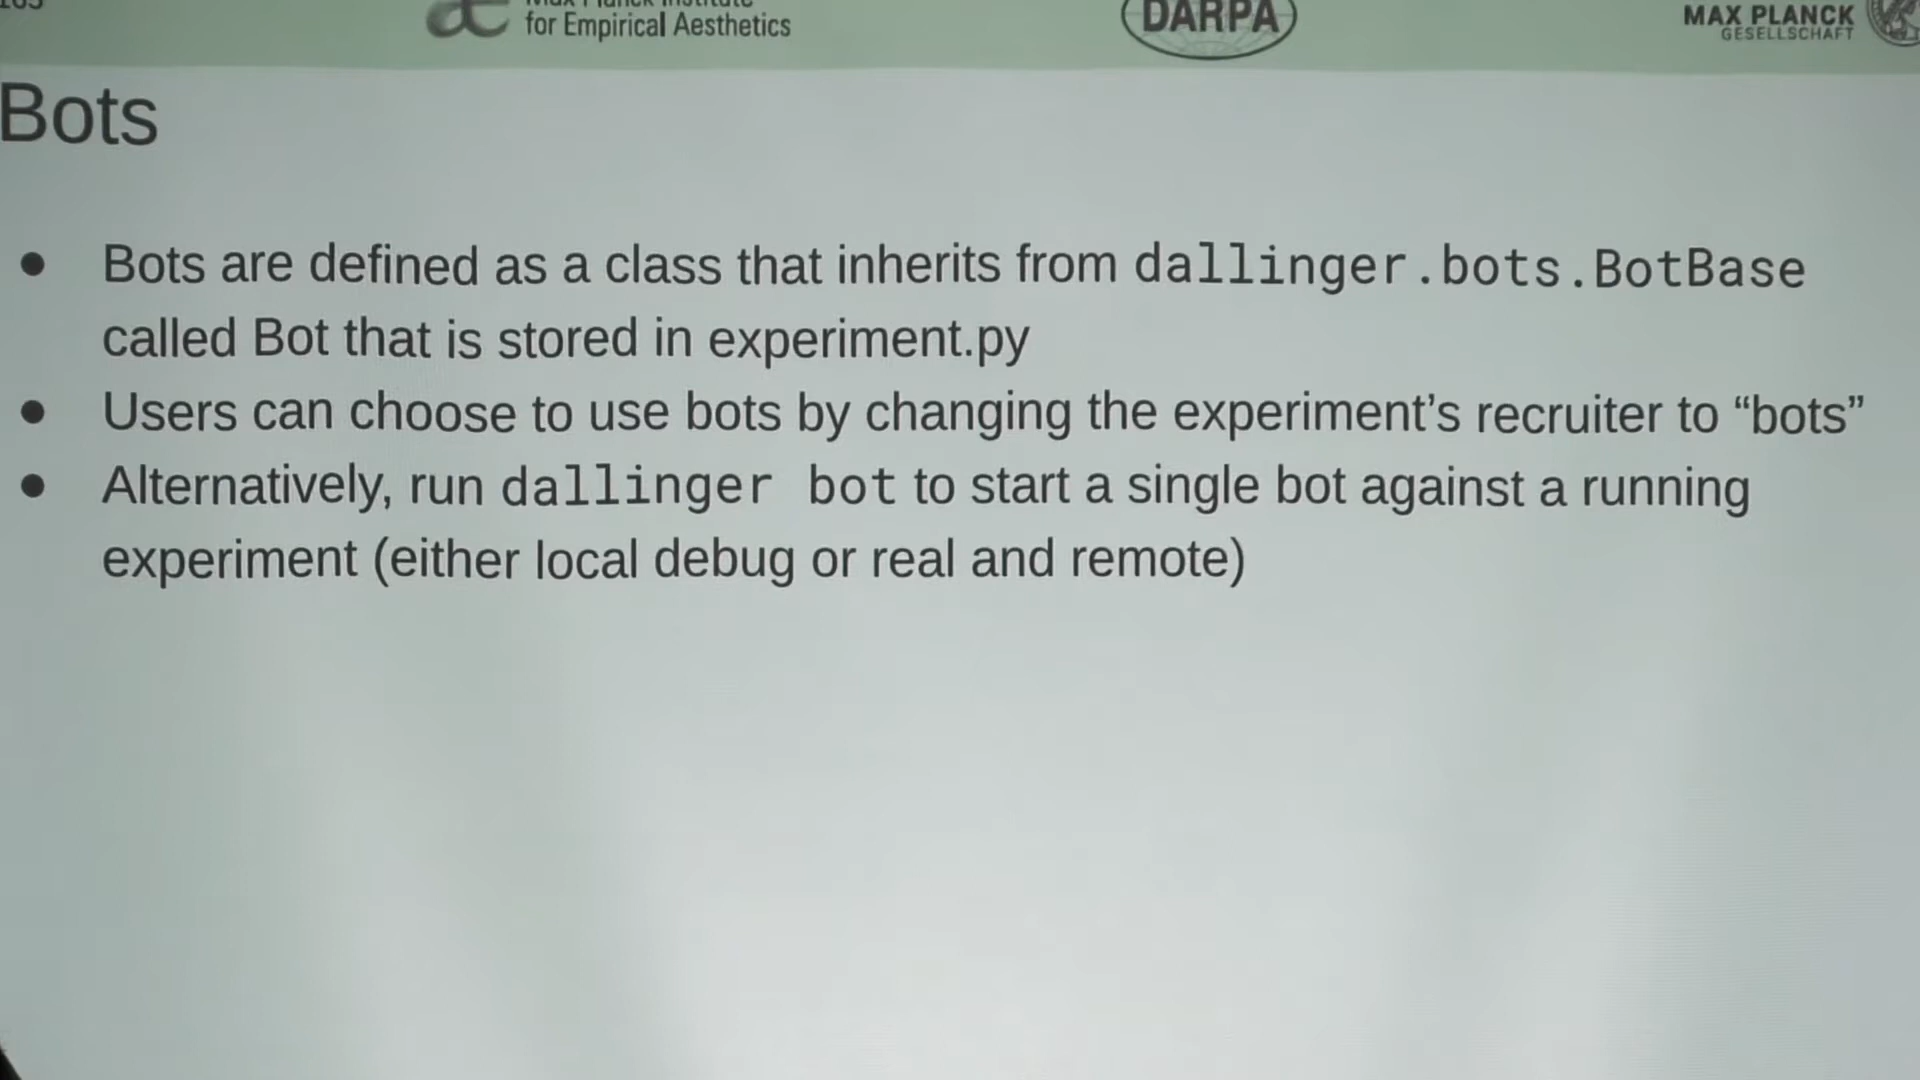 for Empirical Aesthetics
DARPA
MAX PLANCK
GESELLSCHAFT
Bots
• Bots are defined as a class that inherits from dallinger.bots.BotBase
called Bot that is stored in experiment.py
• Users can choose to use bots by changing the experiment’s recruiter to “bots”
• Alternatively, run dallinger bot to start a single bot against a running
experiment (either local debug or real and remote)